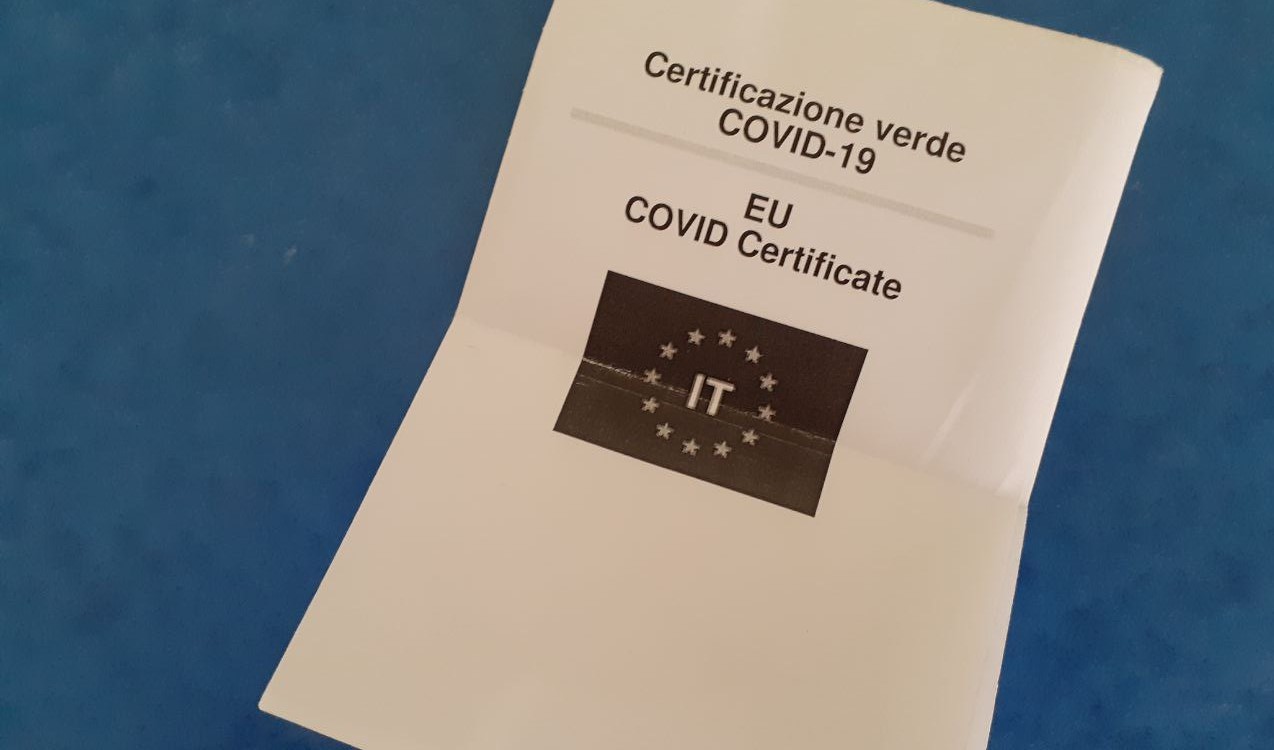 Certificazione verde
COVID-19
EU
COVID Certificate
IT